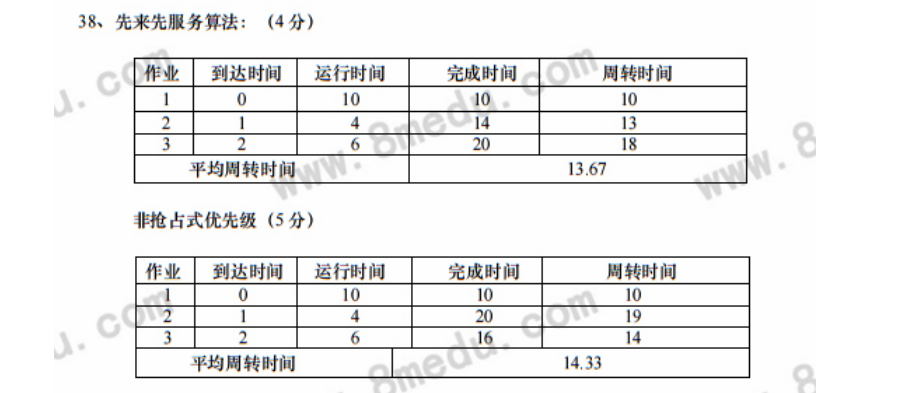 38、先来先服务算法：（4 分）
作业 到达时间 运行时间 完成时间 周转时间
1 0 10 10 10
2 1 4 14 13
3 2 6 20 18
平均周转时间 13.67
非抢占式优先级（5 分）
作业 到达时间 运行时间 完成时间 周转时间
1 0 10 10 10
2 1 4 20 19
3 2 6 16 14
平均周转时间 14.33
www.8medu.com